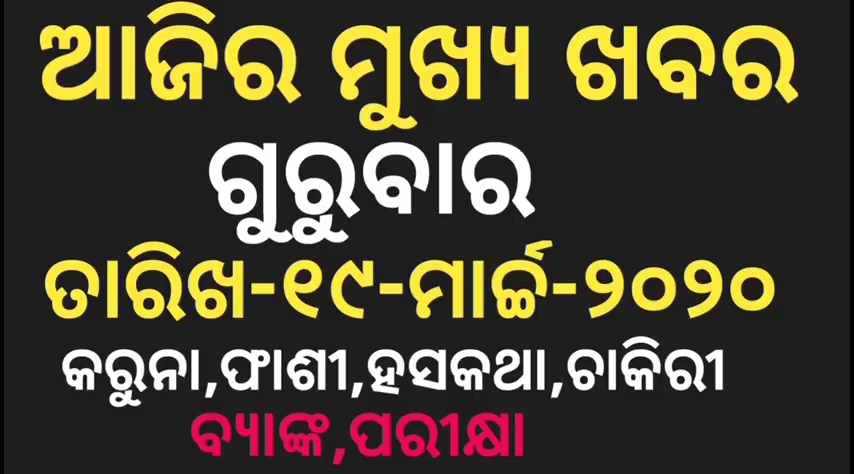 ଆଜିର ମୁଖ୍ୟ ଖବର
ଗୁରୁବାର
ତାରିଖ-୧୯-ମାର୍ଚ୍ଚ-୨୦୨୦
କରୁନା,ଫାଶୀ,ହସକଥା,ଚାକିରୀ
ବ୍ୟାଙ୍କ,ପରୀକ୍ଷା